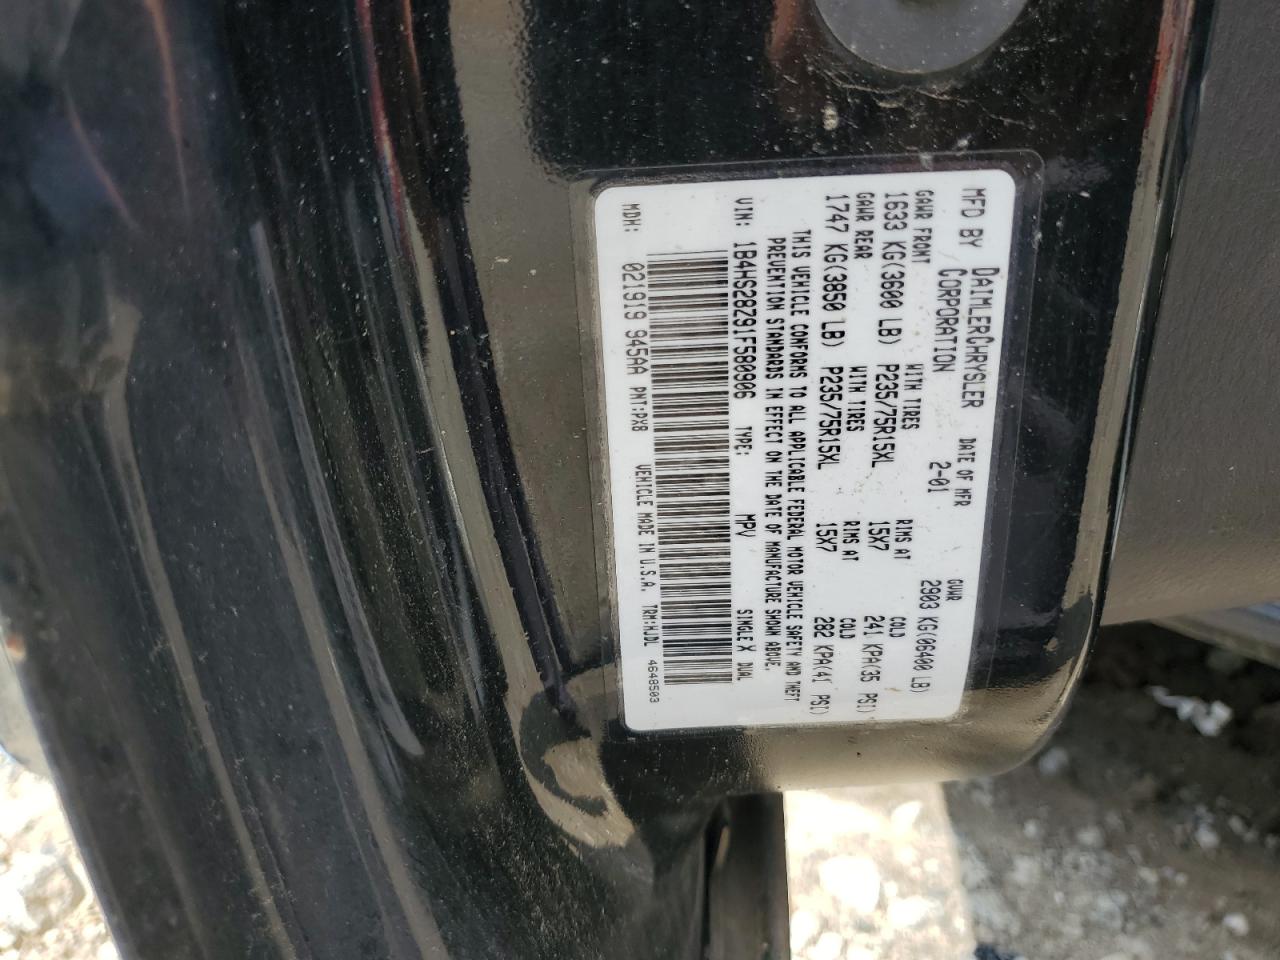 MFD BY DAIMLERCHRYSLER CORPORATION DATE OF MFR 2-01 GVWR 2903 KG(06400 LB)
GAWR FRONT WITH TIRES RIMS AT COLD
1633 KG(3600 LB) P235/75R15XL 15X7 241 KPA(35 PSI)
GAWR REAR WITH TIRES RIMS AT COLD
1747 KG(3850 LB) P235/75R15XL 15X7 282 KPA(41 PSI)
THIS VEHICLE CONFORMS TO ALL APPLICABLE FEDERAL MOTOR VEHICLE SAFETY AND THEFT
PREVENTION STANDARDS IN EFFECT ON THE DATE OF MANUFACTURE SHOWN ABOVE.
VIN: 1B4HS28Z91F580906 TYPE: MPV SINGLE X DUAL
MDH: 021919 945AA PNT:PX8 VEHICLE MADE IN U.S.A. TRM:HJDL 4648503